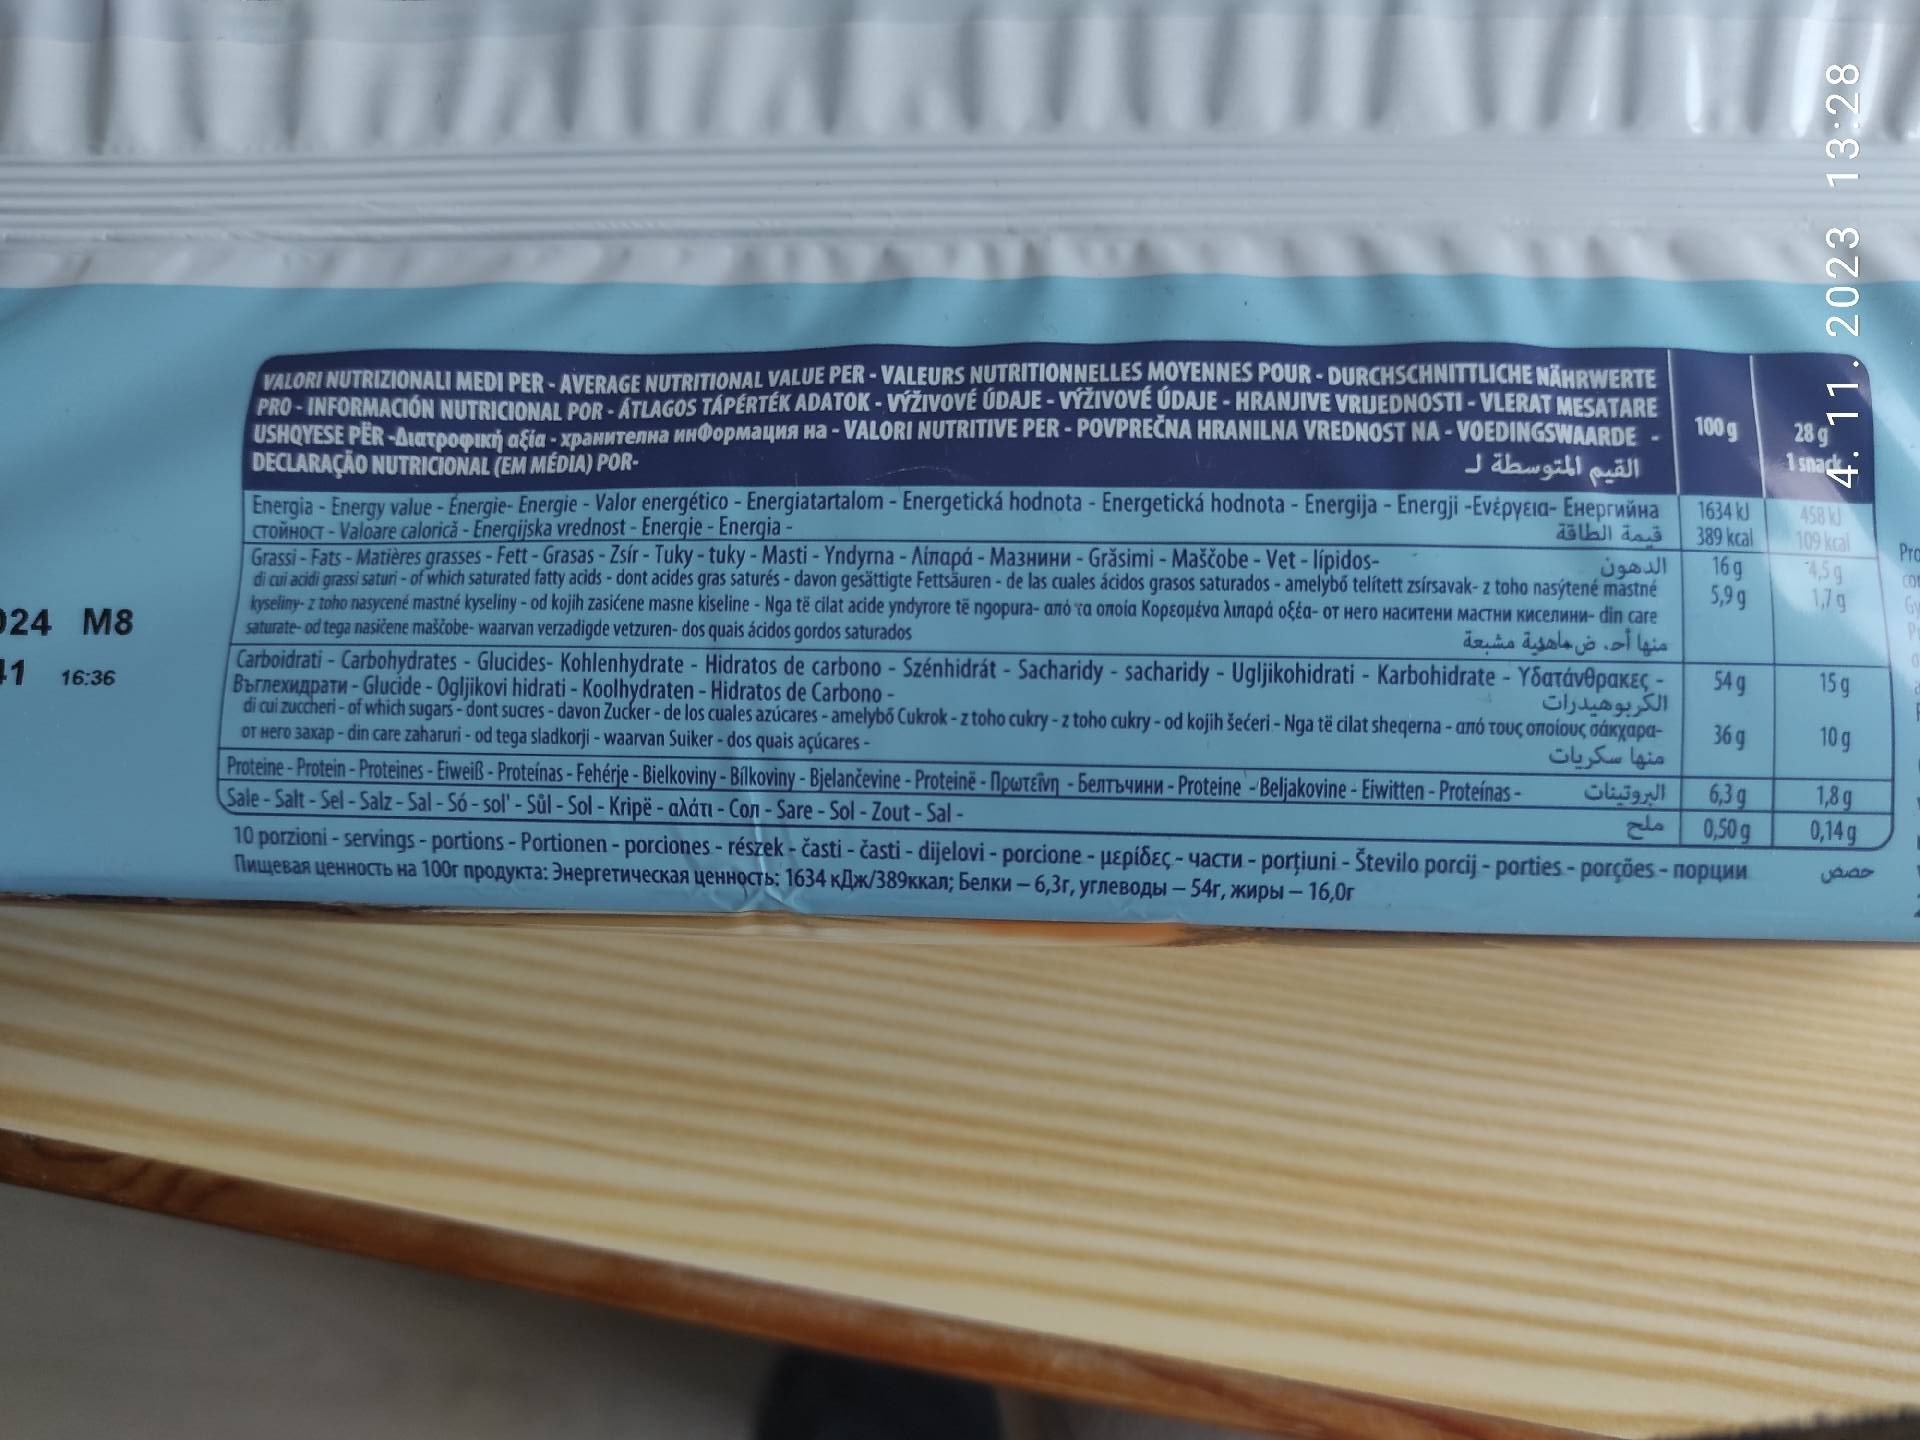 VALORI NUTRIZIONALI MEDI PER - AVERAGE NUTRITIONAL VALUE PER - VALEURS NUTRITIONNELLES MOYENNES POUR - DURCHSCHNITTLICHE NÄHRWERTE
PRO - INFORMACIÓN NUTRICIONAL POR - ÁTLAGOS TÁPÉRTÉK ADATOK - VÝŽIVOVÉ ÚDAJE - VÝŽIVOVÉ ÚDAJE - HRANJIVE VRIJEDNOSTI - VLERAT MESATARE
USHQYESE PËR -Διατροφική αξία - хранителна инФормация на - VALORI NUTRITIVE PER - POVPREČNA HRANILNA VREDNOST NA - VOEDINGSWAARDE -
DECLARAÇÃO NUTRICIONAL (EM MÉDIA) POR-
القيم المتوسطة لـ
100 g
28 g
1 snack
Energia - Energy value - Énergie- Energie - Valor energético - Energiatartalom - Energetická hodnota - Energetická hodnota - Energija - Energji -Ενέργεια- Енергийна 1634 kJ 458 kJ
стойност - Valoare calorică - Energijska vrednost - Energie - Energia - قيمة الطاقة 389 kcal 109 kcal
Grassi - Fats - Matières grasses - Fett - Grasas - Zsír - Tuky - tuky - Masti - Yndyrna - Λίπαρά - Мазнини - Grăsimi - Maščobe - Vet - lípidos- الدهون 16 g 4,5 g
di cui acidi grassi saturi - of which saturated fatty acids - dont acides gras saturés - davon gesättigte Fettsäuren - de las cuales ácidos grasos saturados - amelybő telített zsírsavak- z toho nasýtené mastné 5,9 g 1,7 g
kyseliny- z toho nasycené mastné kyseliny - od kojih zasićene masne kiseline - Nga të cilat acide yndyrore të ngopura- από τα οποία Κορεσμένα λιπαρά οξέα- от него наситени мастни киселини- din care
saturate- od tega nasičene maščobe- waarvan verzadigde vetzuren- dos quais ácidos gordos saturados
Carboidrati - Carbohydrates - Glucides- Kohlenhydrate - Hidratos de carbono - Szénhidrát - Sacharidy - sacharidy - Ugljikohidrati - Karbohidrate - Υδατάνθρακες - 54 g 15 g
Въглехидрати - Glucide - Ogljikovi hidrati - Koolhydraten - Hidratos de Carbono - الكربوهيدرات
di cui zuccheri - of which sugars - dont sucres - davon Zucker - de los cuales azúcares - amelybő Cukrok - z toho cukry - z toho cukry - od kojih šećeri - Nga të cilat sheqerna - από τους οποίους σάκχαρα- 36 g 10 g
от него захар - din care zaharuri - od tega sladkorji - waarvan Suiker - dos quais açúcares - منها سكريات
Proteine - Protein - Proteines - Eiweiß - Proteínas - Fehérje - Bielkoviny - Bílkoviny - Bjelančevine - Proteinë - Πρωτεΐνη - Белтъчини - Proteine - Beljakovine - Eiwitten - Proteínas - البروتينات 6,3 g 1,8 g
Sale - Salt - Sel - Salz - Sal - Só - sol' - Sůl - Sol - Kripë - αλάτι - Сол - Sare - Sol - Zout - Sal - ملح 0,50 g 0,14 g
10 porzioni - servings - portions - Portionen - porciones - részek - časti - časti - dijelovi - porcione - μερίδες - части - porțiuni - Število porcij - porties - porções - порции حصص
Пищевая ценность на 100г продукта: Энергетическая ценность: 1634 кДж/389ккал; Белки – 6,3г, углеводы – 54г, жиры – 16,0г
024 M8
41 16:36
4. 11. 2023 13:28